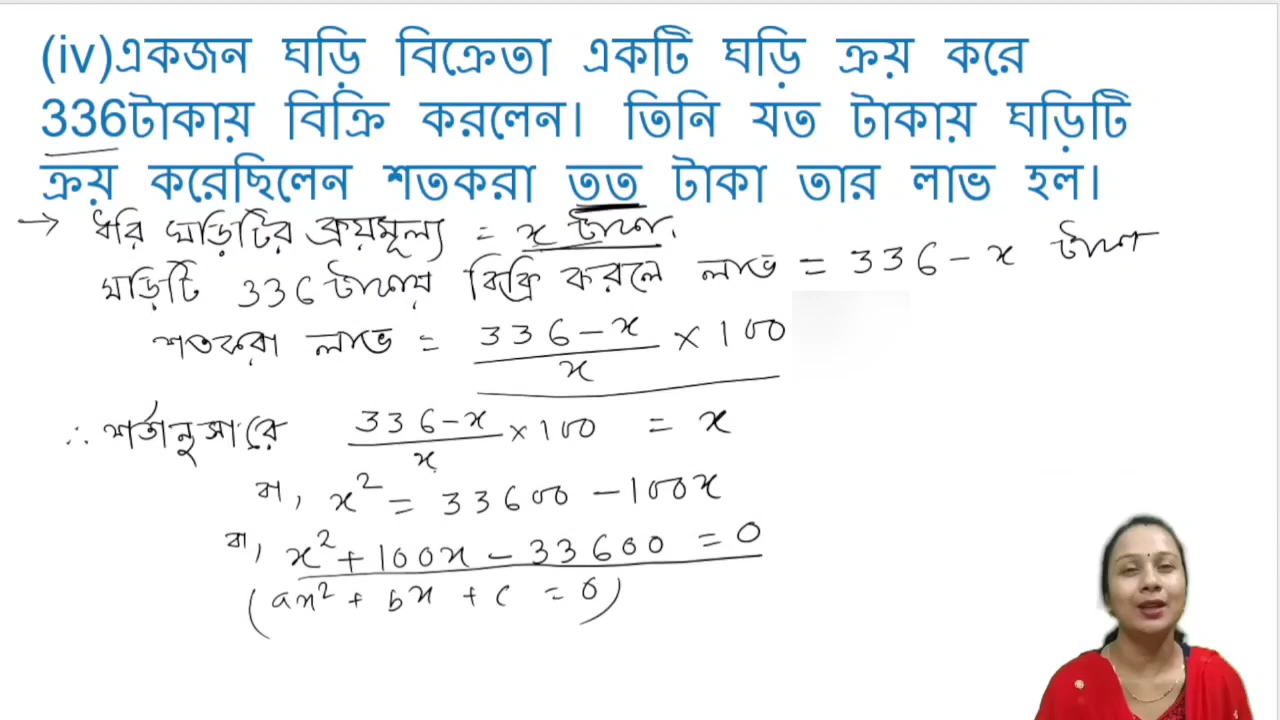 (iv)একজন ঘড়ি বিক্রেতা একটি ঘড়ি ক্রয় করে
336টাকায় বিক্রি করলেন। তিনি যত টাকায় ঘড়িটি
ক্রয় করেছিলেন শতকরা তত টাকা তার লাভ হল।
→ ধরি ঘড়িটির ক্রয়মূল্য = x টাকা.
ঘড়িটি 336 টাকায় বিক্রি করলে লাভ = 336 - x টাকা
শতকরা লাভ = (336 - x)/x × 100
∴ শর্তানুসারে (336 - x)/x × 100 = x
বা, x² = 33600 - 100x
বা, x² + 100x - 33600 = 0
(ax² + bx + c = 0)